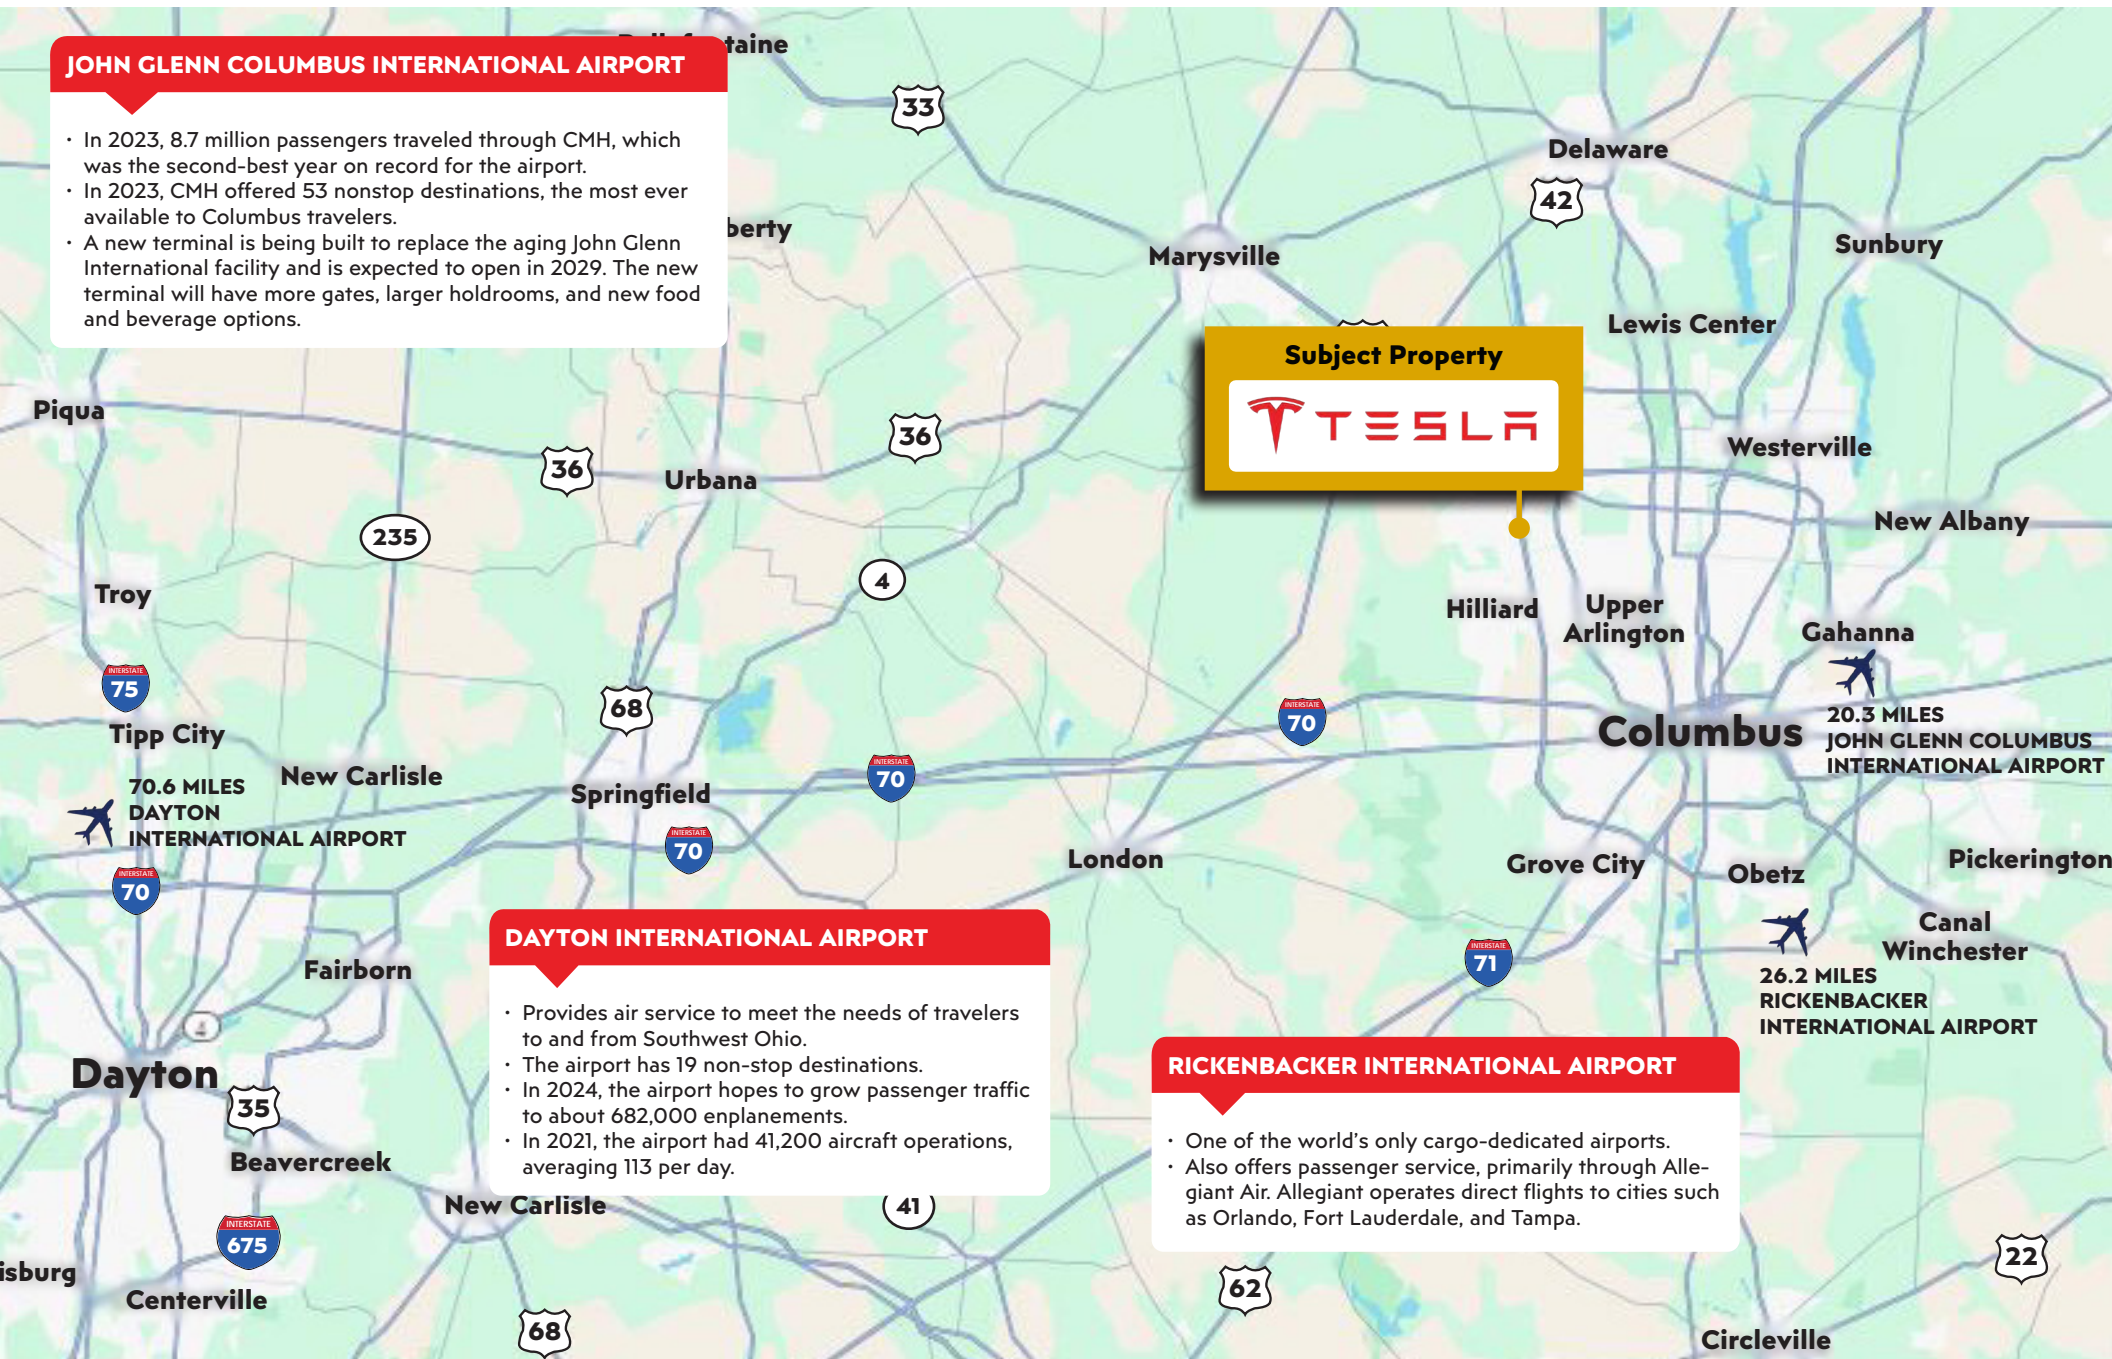 JOHN GLENN COLUMBUS INTERNATIONAL AIRPORT
· In 2023, 8.7 million passengers traveled through CMH, which
was the second-best year on record for the airport.
· In 2023, CMH offered 53 nonstop destinations, the most ever
available to Columbus travelers.
· A new terminal is being built to replace the aging John Glenn
International facility and is expected to open in 2029. The new
terminal will have more gates, larger holdrooms, and new food
and beverage options.
33
Delaware
42
berty
Marysville
Sunbury
Lewis Center
Subject Property
TESLA
Piqua
36
36
Urbana
Westerville
New Albany
235
4
Troy
Hilliard
Upper
Arlington
Gahanna
INTERSTATE
75
68
INTERSTATE
70
Tipp City
Columbus
20.3 MILES
JOHN GLENN COLUMBUS
INTERNATIONAL AIRPORT
New Carlisle
INTERSTATE
70
Springfield
70.6 MILES
DAYTON
INTERNATIONAL AIRPORT
INTERSTATE
70
London
Grove City
Obetz
Pickerington
INTERSTATE
70
Canal
Winchester
DAYTON INTERNATIONAL AIRPORT
· Provides air service to meet the needs of travelers
to and from Southwest Ohio.
· The airport has 19 non-stop destinations.
· In 2024, the airport hopes to grow passenger traffic
to about 682,000 enplanements.
· In 2021, the airport had 41,200 aircraft operations,
averaging 113 per day.
Fairborn
INTERSTATE
71
26.2 MILES
RICKENBACKER
INTERNATIONAL AIRPORT
4
Dayton
35
RICKENBACKER INTERNATIONAL AIRPORT
· One of the world's only cargo-dedicated airports.
· Also offers passenger service, primarily through Alle-
giant Air. Allegiant operates direct flights to cities such
as Orlando, Fort Lauderdale, and Tampa.
Beavercreek
New Carlisle
41
INTERSTATE
675
22
isburg
62
Centerville
68
Circleville